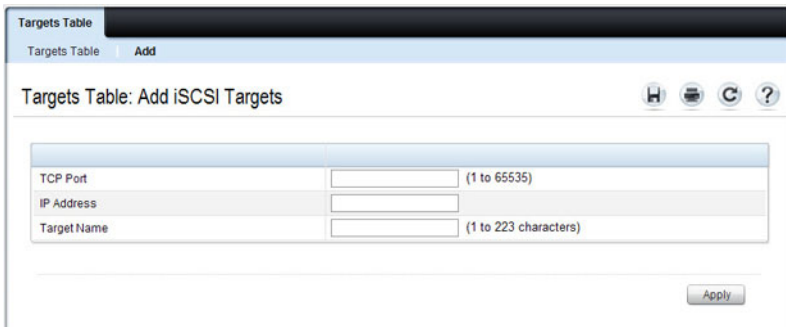 Targets Table
Targets Table Add
Targets Table: Add iSCSI Targets
?
TCP Port (1 to 65535)
IP Address
Target Name (1 to 223 characters)
Apply